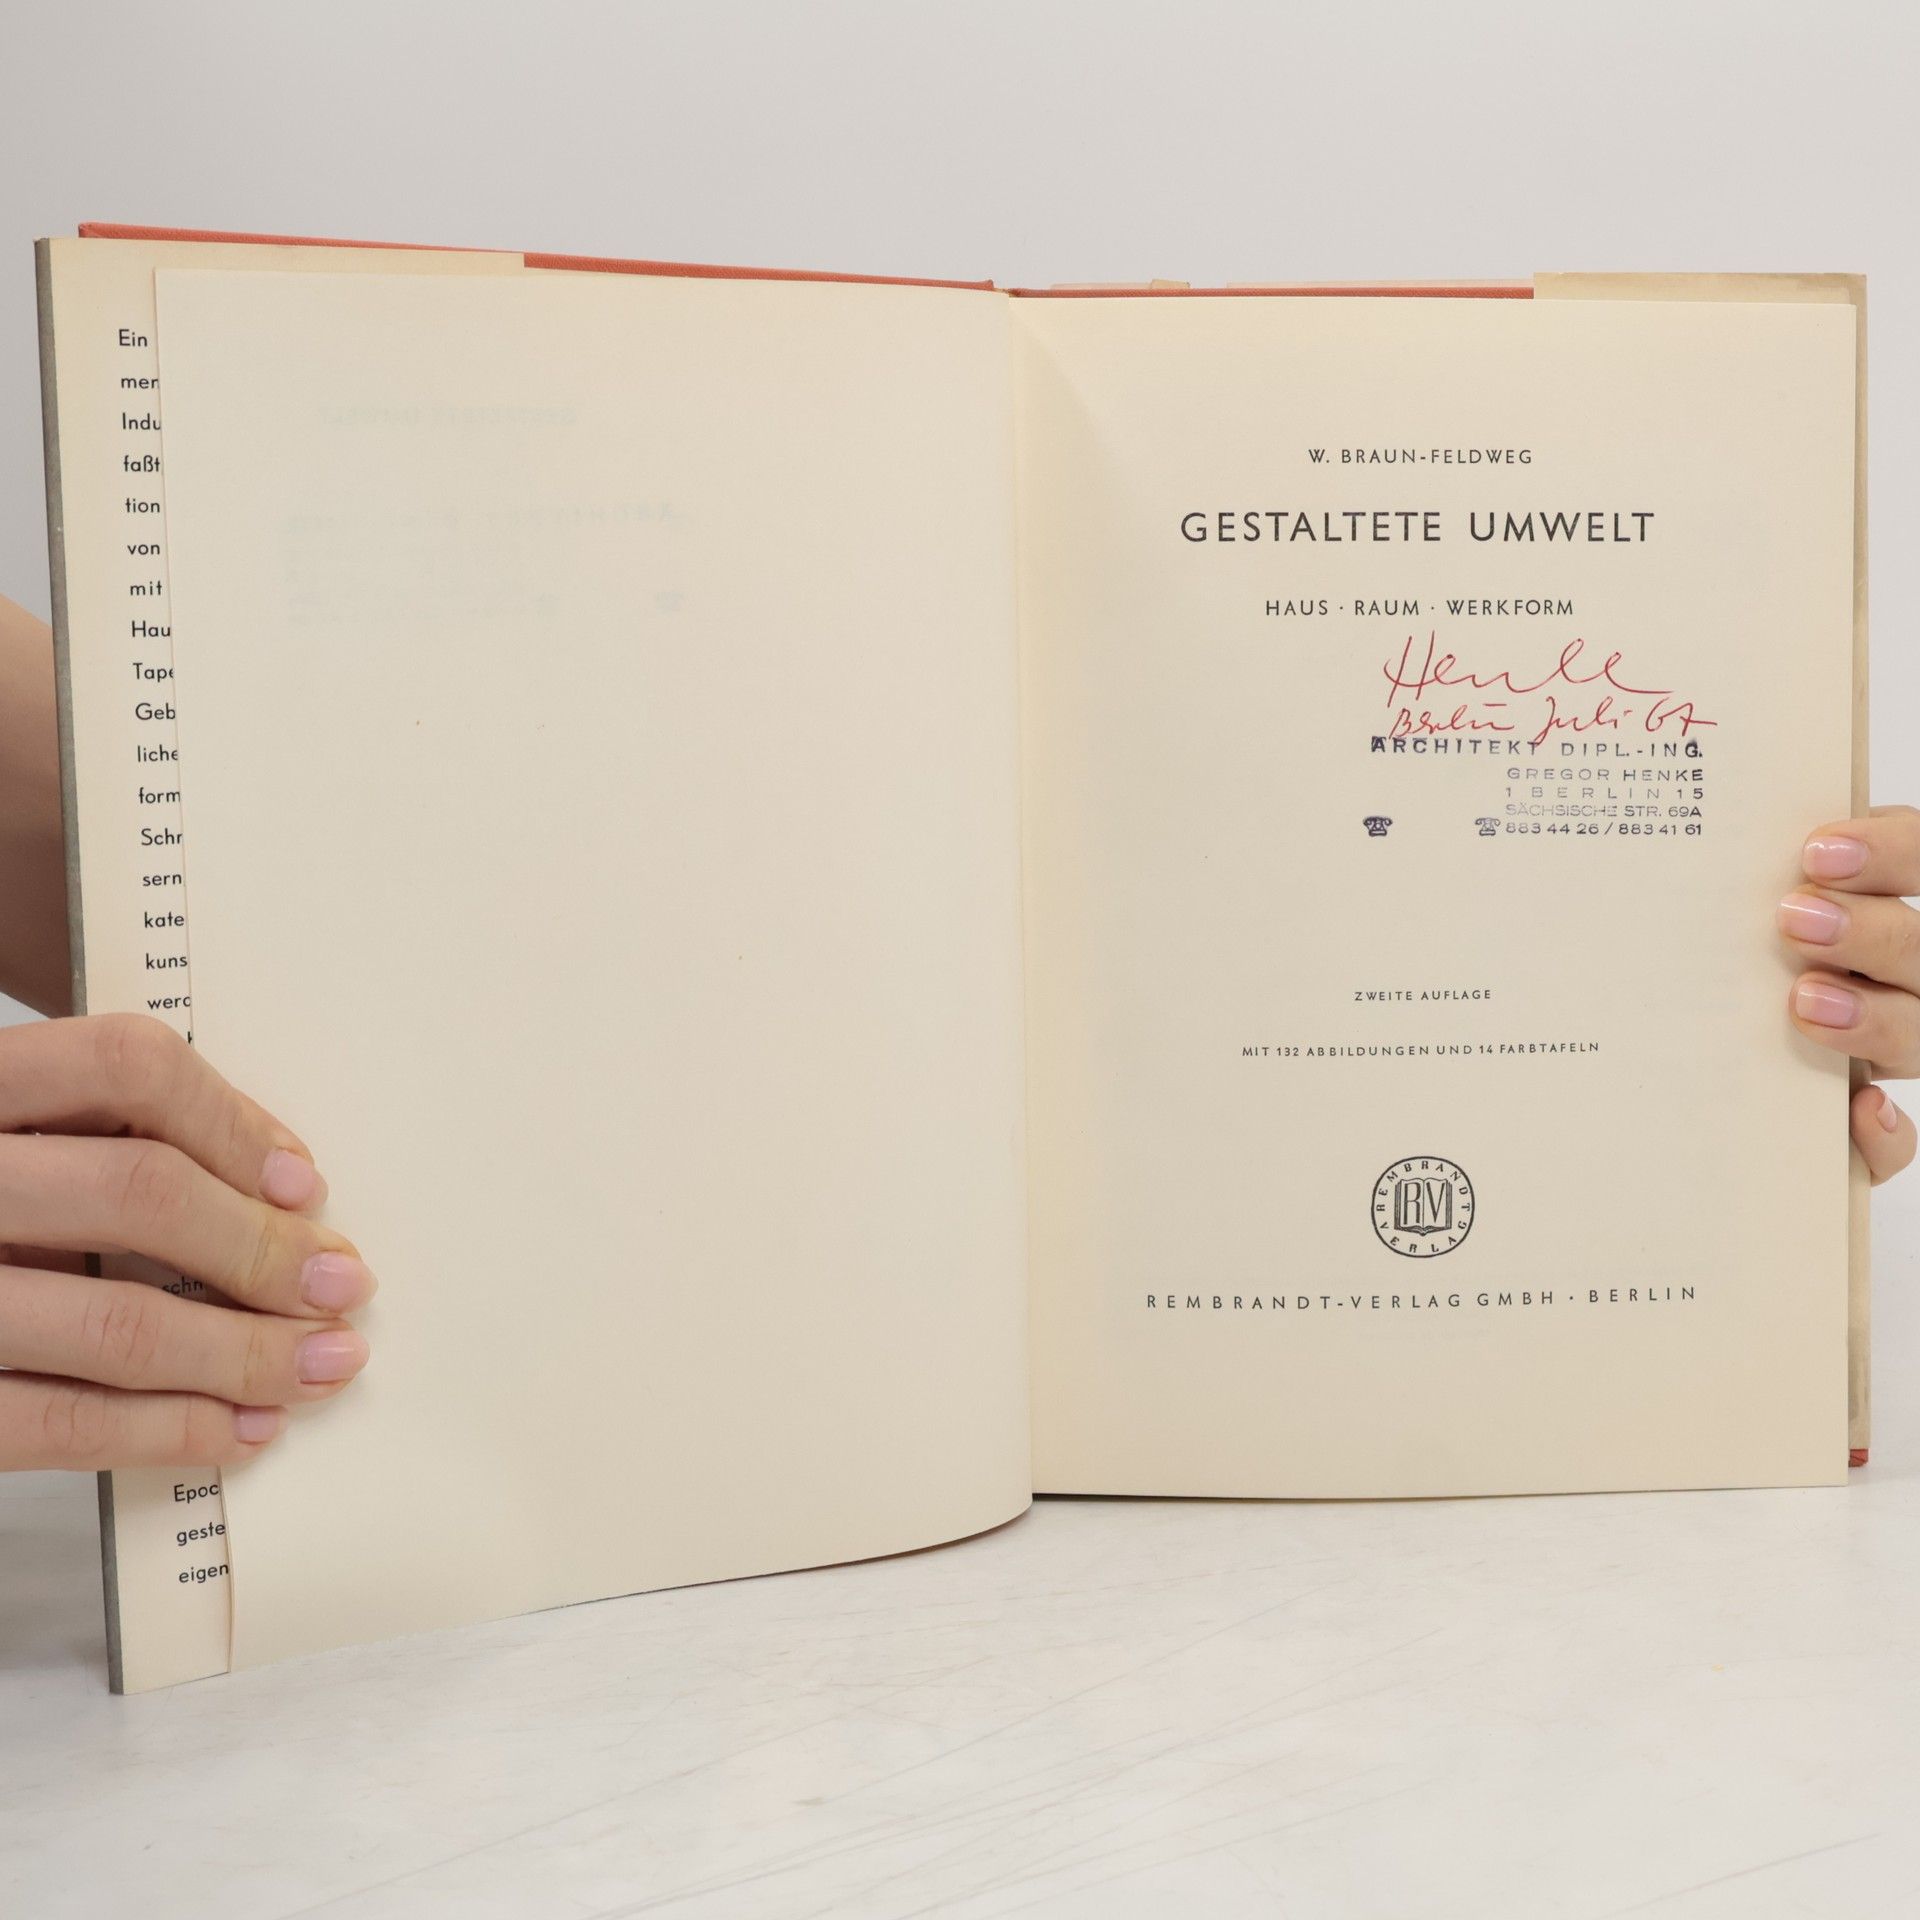 Ein
men
Indu
faßt
tion
von
mit
Hau
Tape
Geb
liche
form
Schr
sern
kate
kuns
werd
schn
Epoc
geste
eigen
W. BRAUN-FELDWEG
GESTALTETE UMWELT
HAUS · RAUM · WERKFORM
Henke
Berlin Juli 67
ARCHITEKT DIPL.-ING.
GREGOR HENKE
1 BERLIN 15
SÄCHSISCHE STR. 69A
883 44 26 / 883 41 61
ZWEITE AUFLAGE
MIT 132 ABBILDUNGEN UND 14 FARBTAFELN
REMBRANDT VERLAG
RV
REMBRANDT-VERLAG GMBH · BERLIN